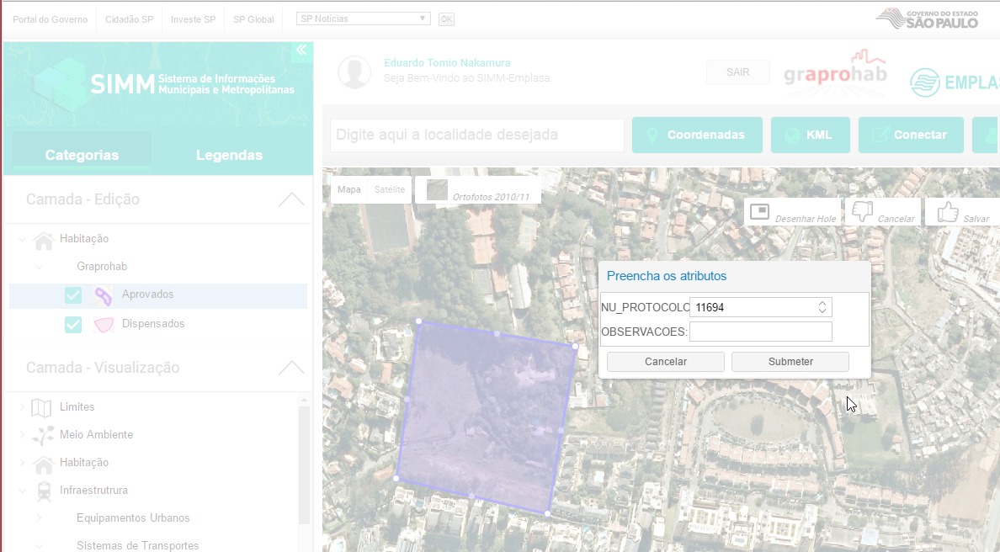 Portal do Governo
Cidadão.SP
Investe SP
SP Global
SP Notícias
OK
GOVERNO DO ESTADO
SÃO PAULO
SIMM Sistema de Informações
Municipais e Metropolitanas
Eduardo Tomio Nakamura
Seja Bem-Vindo ao SIMM-Emplasa.
SAIR
graprohab
EMPLAS
Categorias
Legendas
Digite aqui a localidade desejada
Coordenadas
KML
Conectar
Camada - Edição
Habitação
Graprohab
Aprovados
Dispensados
Camada - Visualização
Limites
Meio Ambiente
Habitação
Infraestrutrura
Equipamentos Urbanos
Sistemas de Transportes
Mapa
Satélite
Ortofotos 2010/11
Desenhar Hole
Cancelar
Salvar
Preencha os atributos
NU_PROTOCOLO
11694
OBSERVACOES:
Cancelar
Submeter